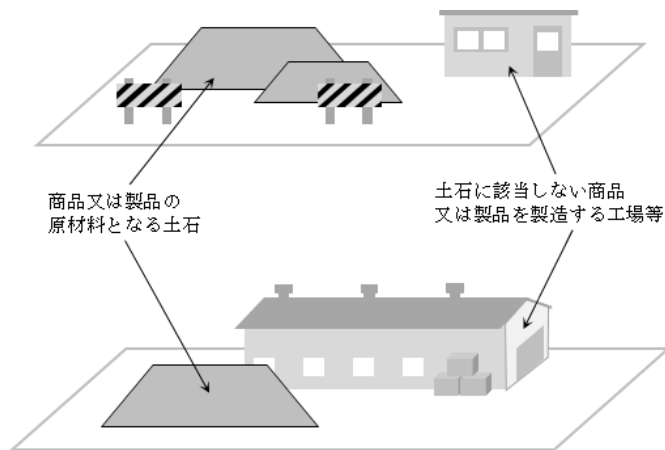 商品又は製品の
原材料となる土石
土石に該当しない商品
又は製品を製造する工場等